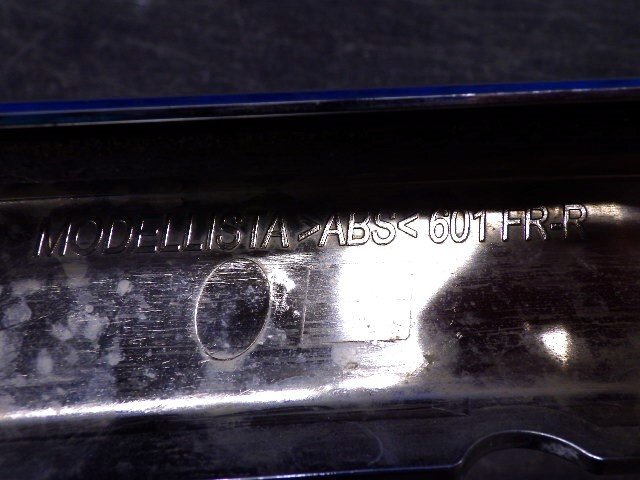 MODELLISTA >ABS< 601 FR-R